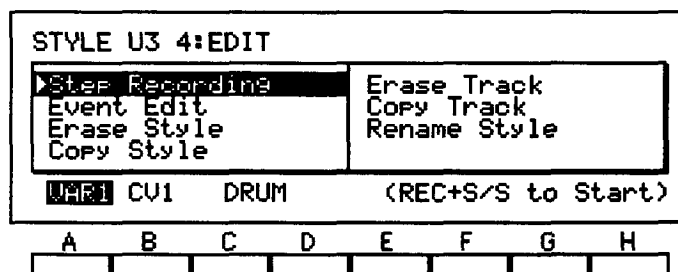 STYLE U3 4:EDIT
Step Recording
Event Edit
Erase Style
Copy Style
Erase Track
Copy Track
Rename Style
VAR1 CV1 DRUM (REC+S/S to Start)
A B C D E F G H